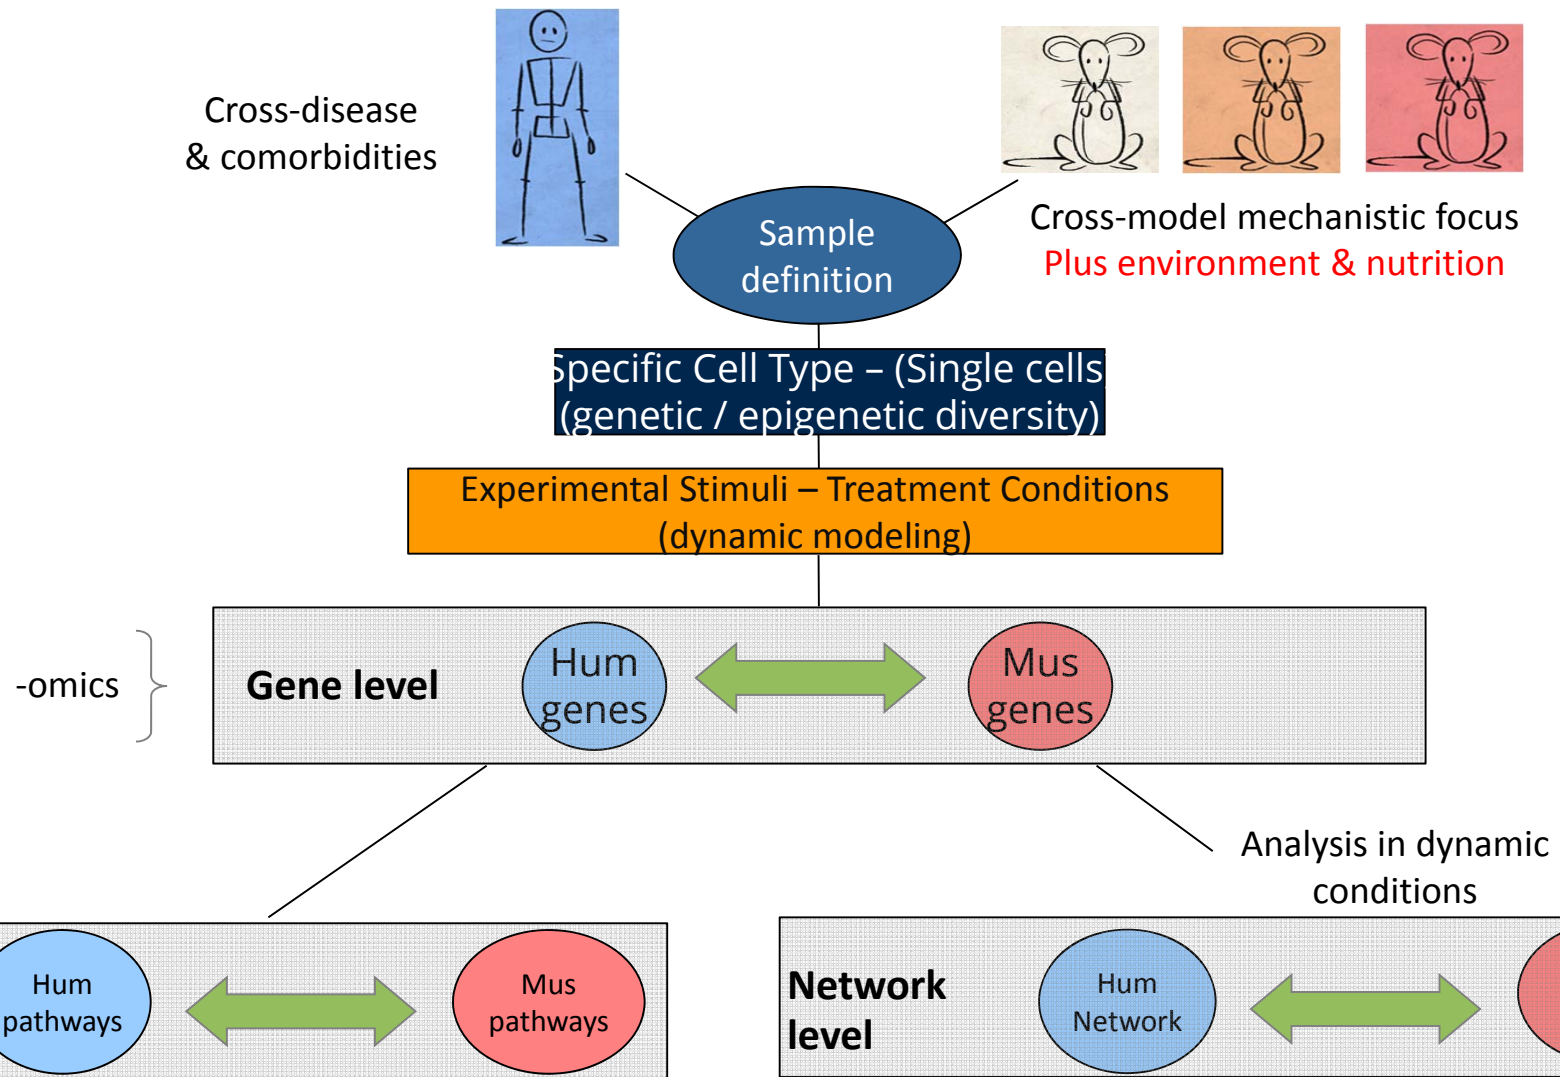 Cross-disease
& comorbidities
Cross-model mechanistic focus
Plus environment & nutrition
Sample
definition
Specific Cell Type – (Single cells)
(genetic / epigenetic diversity)
Experimental Stimuli – Treatment Conditions
(dynamic modeling)
-omics
Gene level
Hum
genes
Mus
genes
Analysis in dynamic
conditions
Hum
pathways
Mus
pathways
Network
level
Hum
Network